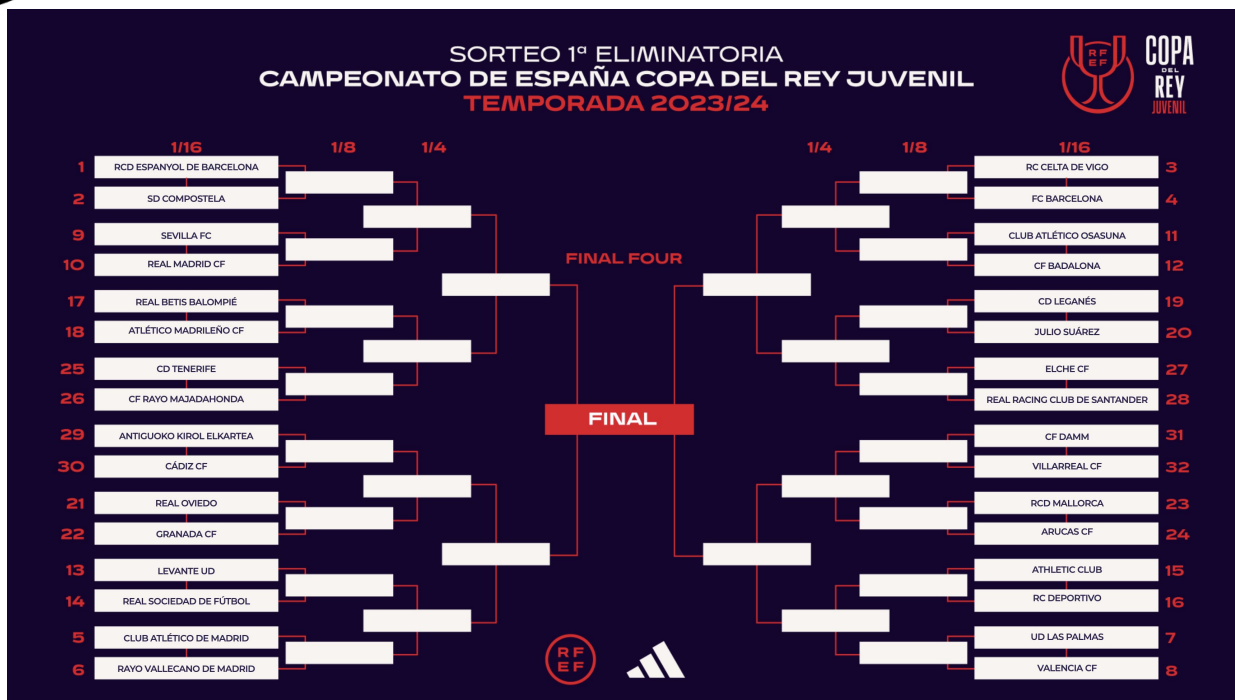 SORTEO 1ª ELIMINATORIA
CAMPEONATO DE ESPAÑA COPA DEL REY JUVENIL
TEMPORADA 2023/24
RFEF
COPA
DEL
REY
JUVENIL
1/16 1/8 1/4
1 RCD ESPANYOL DE BARCELONA
2 SD COMPOSTELA
9 SEVILLA FC
10 REAL MADRID CF
17 REAL BETIS BALOMPIÉ
18 ATLÉTICO MADRILEÑO CF
25 CD TENERIFE
26 CF RAYO MAJADAHONDA
29 ANTIGUOKO KIROL ELKARTEA
30 CÁDIZ CF
21 REAL OVIEDO
22 GRANADA CF
13 LEVANTE UD
14 REAL SOCIEDAD DE FÚTBOL
5 CLUB ATLÉTICO DE MADRID
6 RAYO VALLECANO DE MADRID
FINAL FOUR
FINAL
1/4 1/8 1/16
RC CELTA DE VIGO 3
FC BARCELONA 4
CLUB ATLÉTICO OSASUNA 11
CF BADALONA 12
CD LEGANÉS 19
JULIO SUÁREZ 20
ELCHE CF 27
REAL RACING CLUB DE SANTANDER 28
CF DAMM 31
VILLARREAL CF 32
RCD MALLORCA 23
ARUCAS CF 24
ATHLETIC CLUB 15
RC DEPORTIVO 16
UD LAS PALMAS 7
VALENCIA CF 8
RF
EF